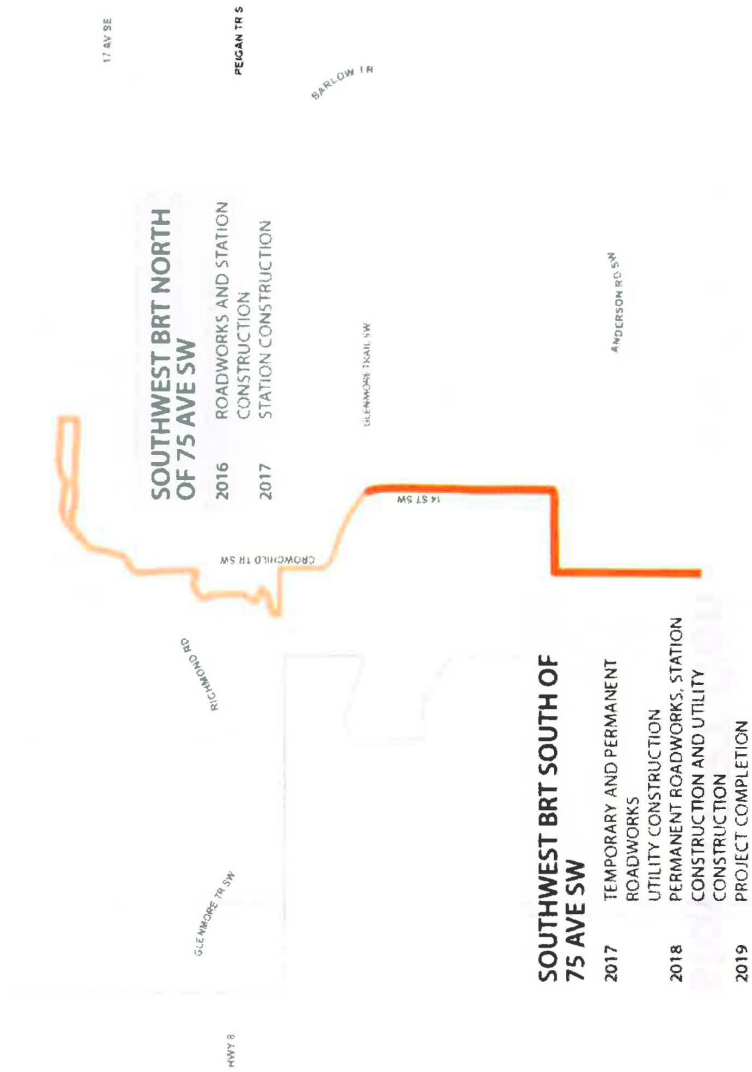 17 AV SE
PEIGAN TR S
BARLOW TR
SOUTHWEST BRT NORTH
OF 75 AVE SW
2016 ROADWORKS AND STATION
CONSTRUCTION
2017 STATION CONSTRUCTION
GLENMORE TRAIL SW
ANDERSON RD SW
CROWCHILD TR SW
14 ST SW
RICHMOND RD
GLENMORE TR SW
HWY 8
SOUTHWEST BRT SOUTH OF
75 AVE SW
2017 TEMPORARY AND PERMANENT
ROADWORKS
UTILITY CONSTRUCTION
2018 PERMANENT ROADWORKS, STATION
CONSTRUCTION AND UTILITY
CONSTRUCTION
2019 PROJECT COMPLETION